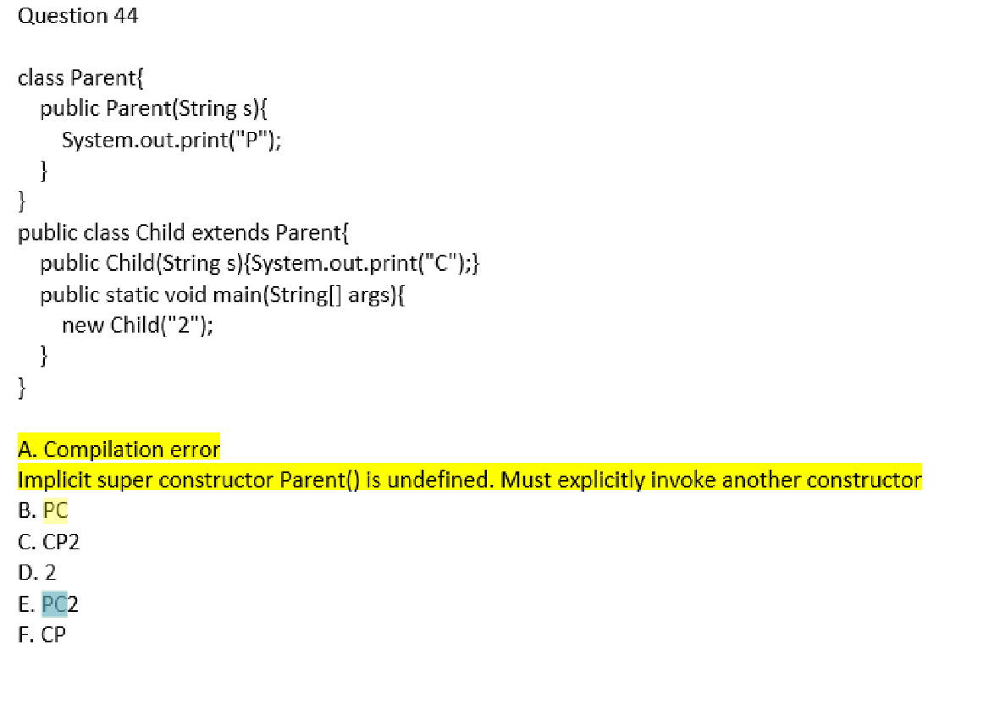 Question 44
class Parent{
public Parent(String s){
System.out.print("P");
}
}
public class Child extends Parent{
public Child(String s){System.out.print("C");}
public static void main(String[] args){
new Child("2");
}
}
A. Compilation error
Implicit super constructor Parent() is undefined. Must explicitly invoke another constructor
B. PC
C. CP2
D. 2
E. PC2
F. CP